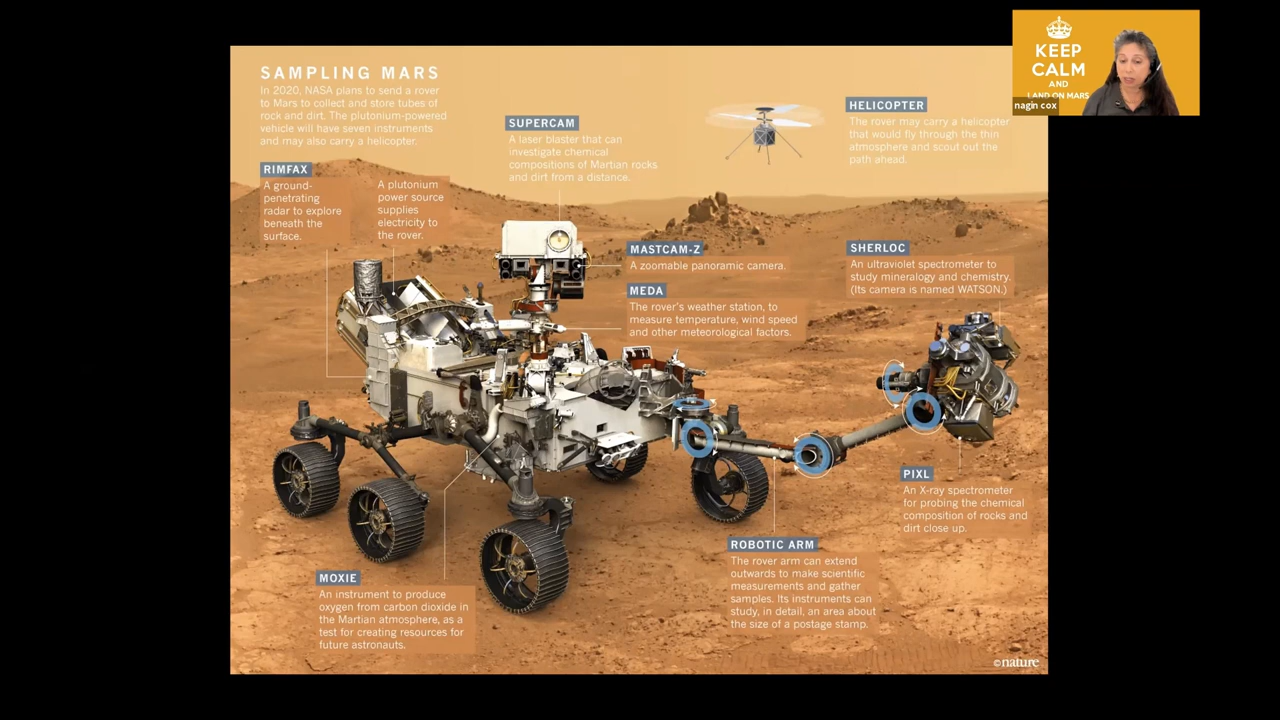 SAMPLING MARS
In 2020, NASA plans to send a rover
to Mars to collect and store tubes of
rock and dirt. The plutonium-powered
vehicle will have seven instruments
and may also carry a helicopter.
RIMFAX
A ground-
penetrating
radar to explore
beneath the
surface.
A plutonium
power source
supplies
electricity to
the rover.
SUPERCAM
A laser blaster that can
investigate chemical
compositions of Martian rocks
and dirt from a distance.
HELICOPTER
The rover may carry a helicopter
that would fly through the thin
atmosphere and scout out the
path ahead.
MASTCAM-Z
A zoomable panoramic camera.
MEDA
The rover's weather station, to
measure temperature, wind speed
and other meteorological factors.
SHERLOC
An ultraviolet spectrometer to
study mineralogy and chemistry.
(Its camera is named WATSON.)
PIXL
An X-ray spectrometer
for probing the chemical
composition of rocks and
dirt close up.
ROBOTIC ARM
The rover arm can extend
outwards to make scientific
measurements and gather
samples. Its instruments can
study, in detail, an area about
the size of a postage stamp.
MOXIE
An instrument to produce
oxygen from carbon dioxide in
the Martian atmosphere, as a
test for creating resources for
future astronauts.
©nature
KEEP
CALM
AND
LAND ON MARS
nagin cox